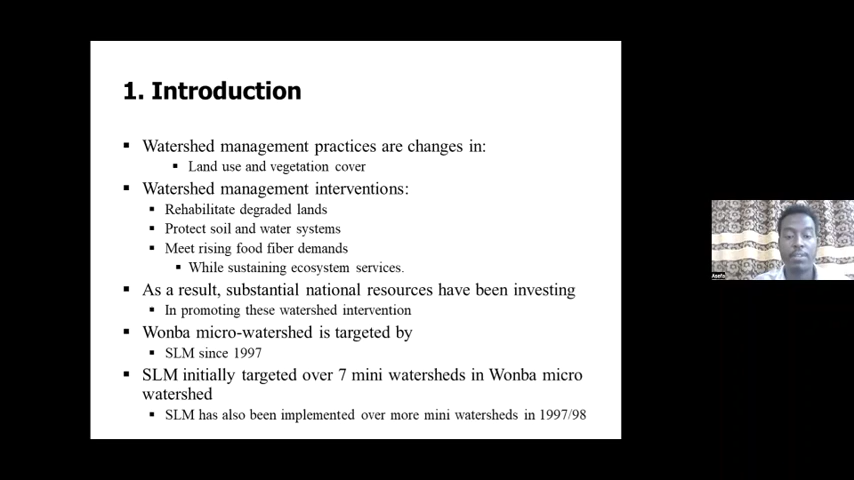 1. Introduction
Watershed management practices are changes in:
Land use and vegetation cover
Watershed management interventions:
Rehabilitate degraded lands
Protect soil and water systems
Meet rising food fiber demands
While sustaining ecosystem services.
As a result, substantial national resources have been investing
In promoting these watershed intervention
Wonba micro-watershed is targeted by
SLM since 1997
SLM initially targeted over 7 mini watersheds in Wonba micro
watershed
SLM has also been implemented over more mini watersheds in 1997/98
Asefa